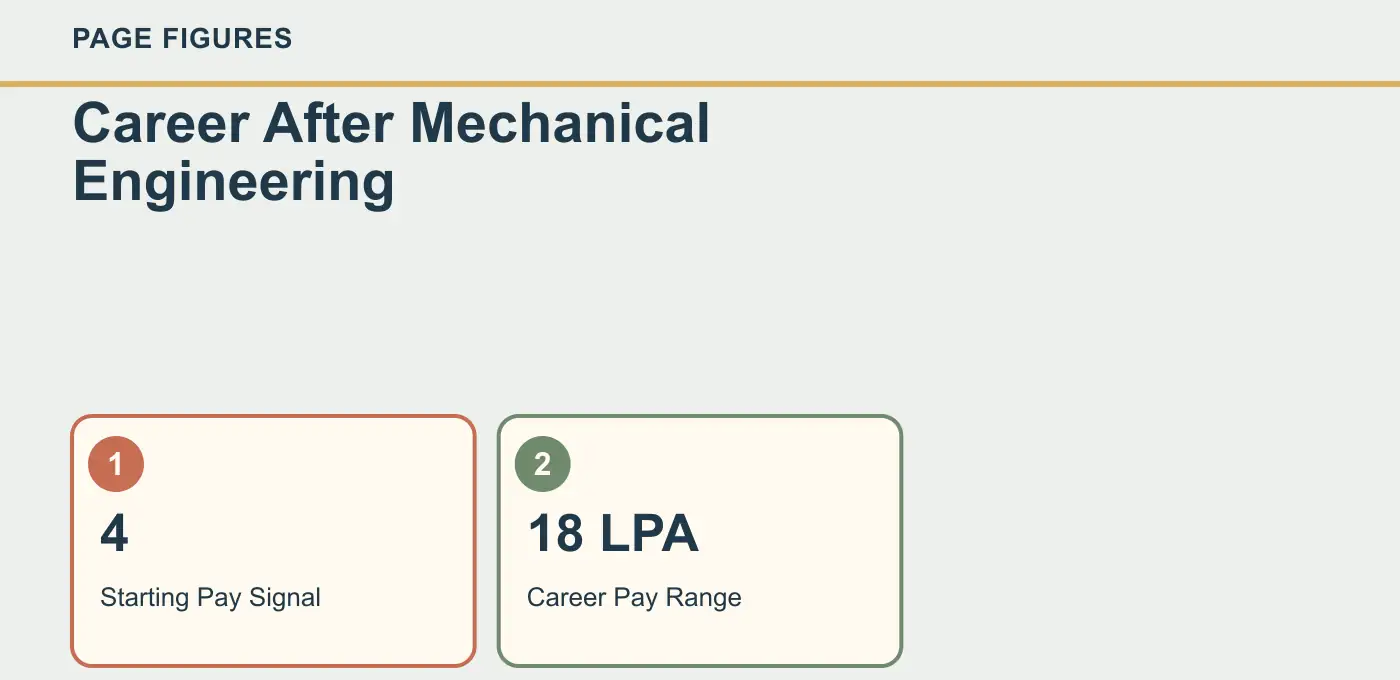 PAGE FIGURES
Career After Mechanical
Engineering
1
4
Starting Pay Signal
2
18 LPA
Career Pay Range